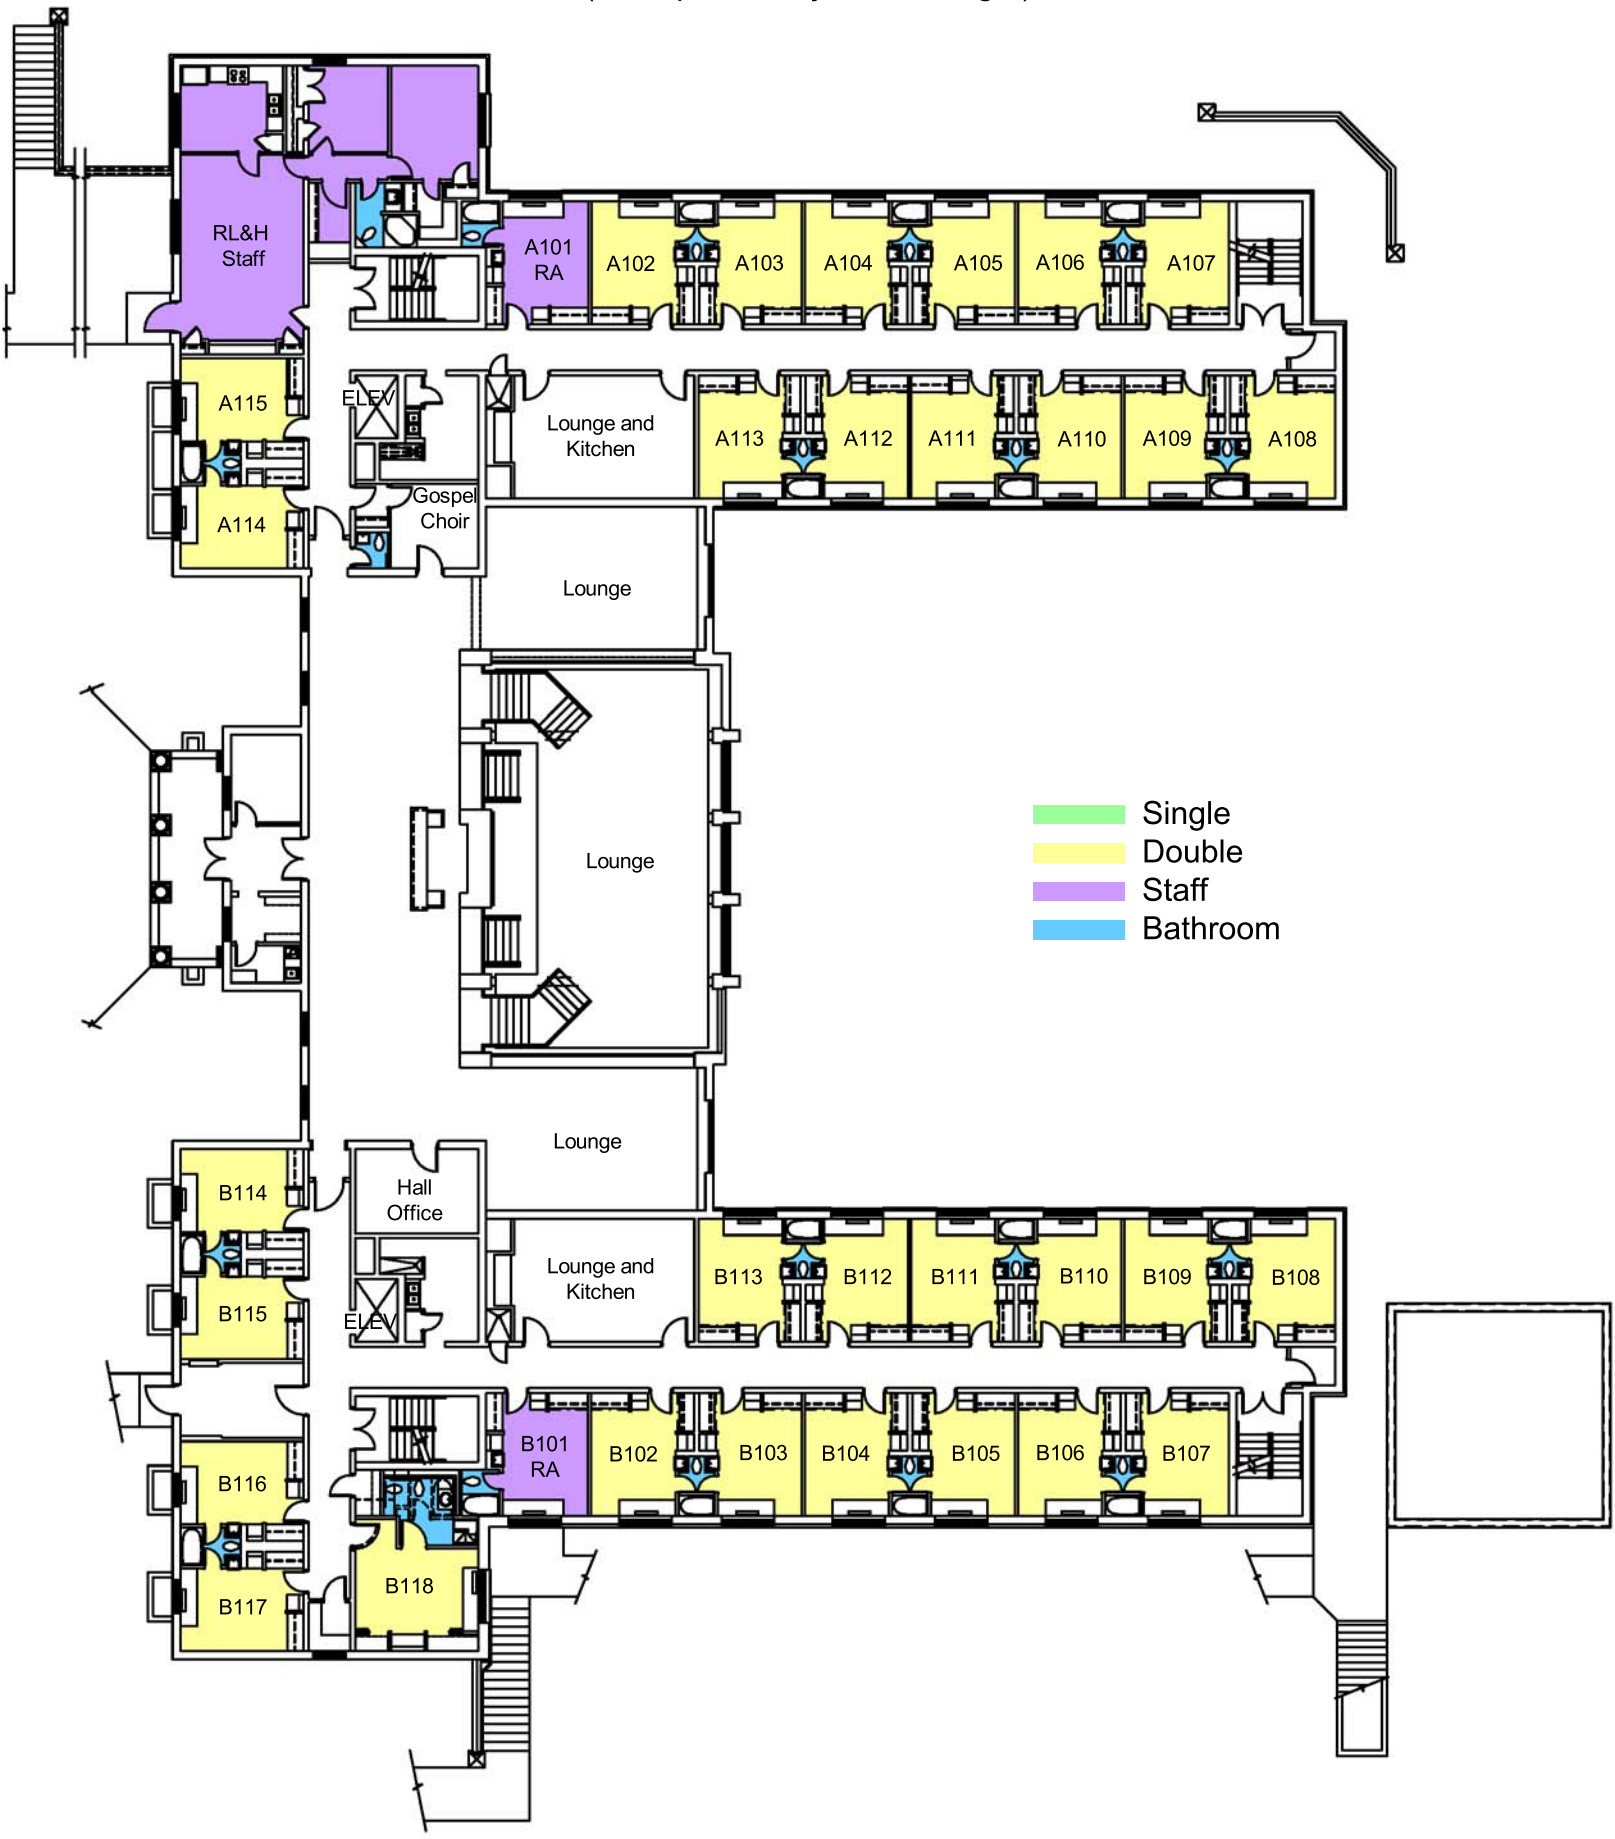 RL&H
Staff
A101
RA
A102
A103
A104
A105
A106
A107
A115
ELEV
Lounge and
Kitchen
A113
A112
A111
A110
A109
A108
A114
Gospel
Choir
Lounge
Lounge
Single
Double
Staff
Bathroom
Lounge
B114
Hall
Office
B115
ELEV
Lounge and
Kitchen
B113
B112
B111
B110
B109
B108
B116
B101
RA
B102
B103
B104
B105
B106
B107
B117
B118